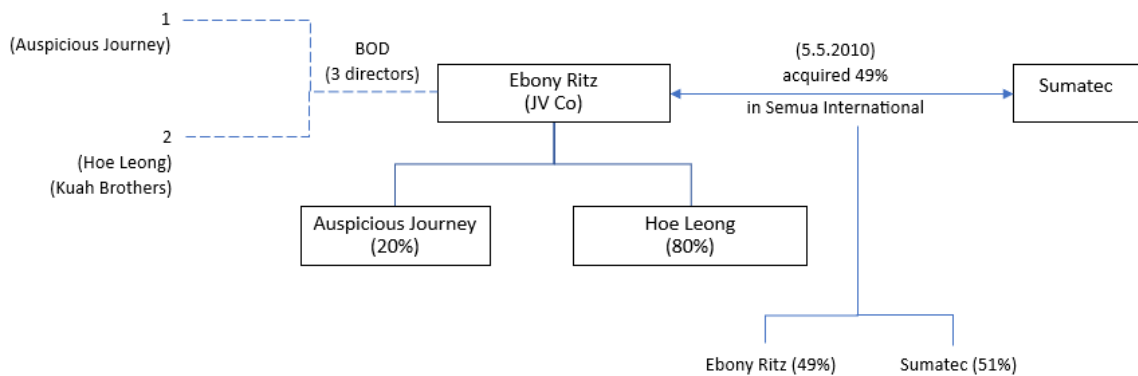 1
(Auspicious Journey)
BOD
(3 directors)
Ebony Ritz
(JV Co)
(5.5.2010)
acquired 49%
in Semua International
Sumatec
2
(Hoe Leong)
(Kuah Brothers)
Auspicious Journey
(20%)
Hoe Leong
(80%)
Ebony Ritz (49%)
Sumatec (51%)